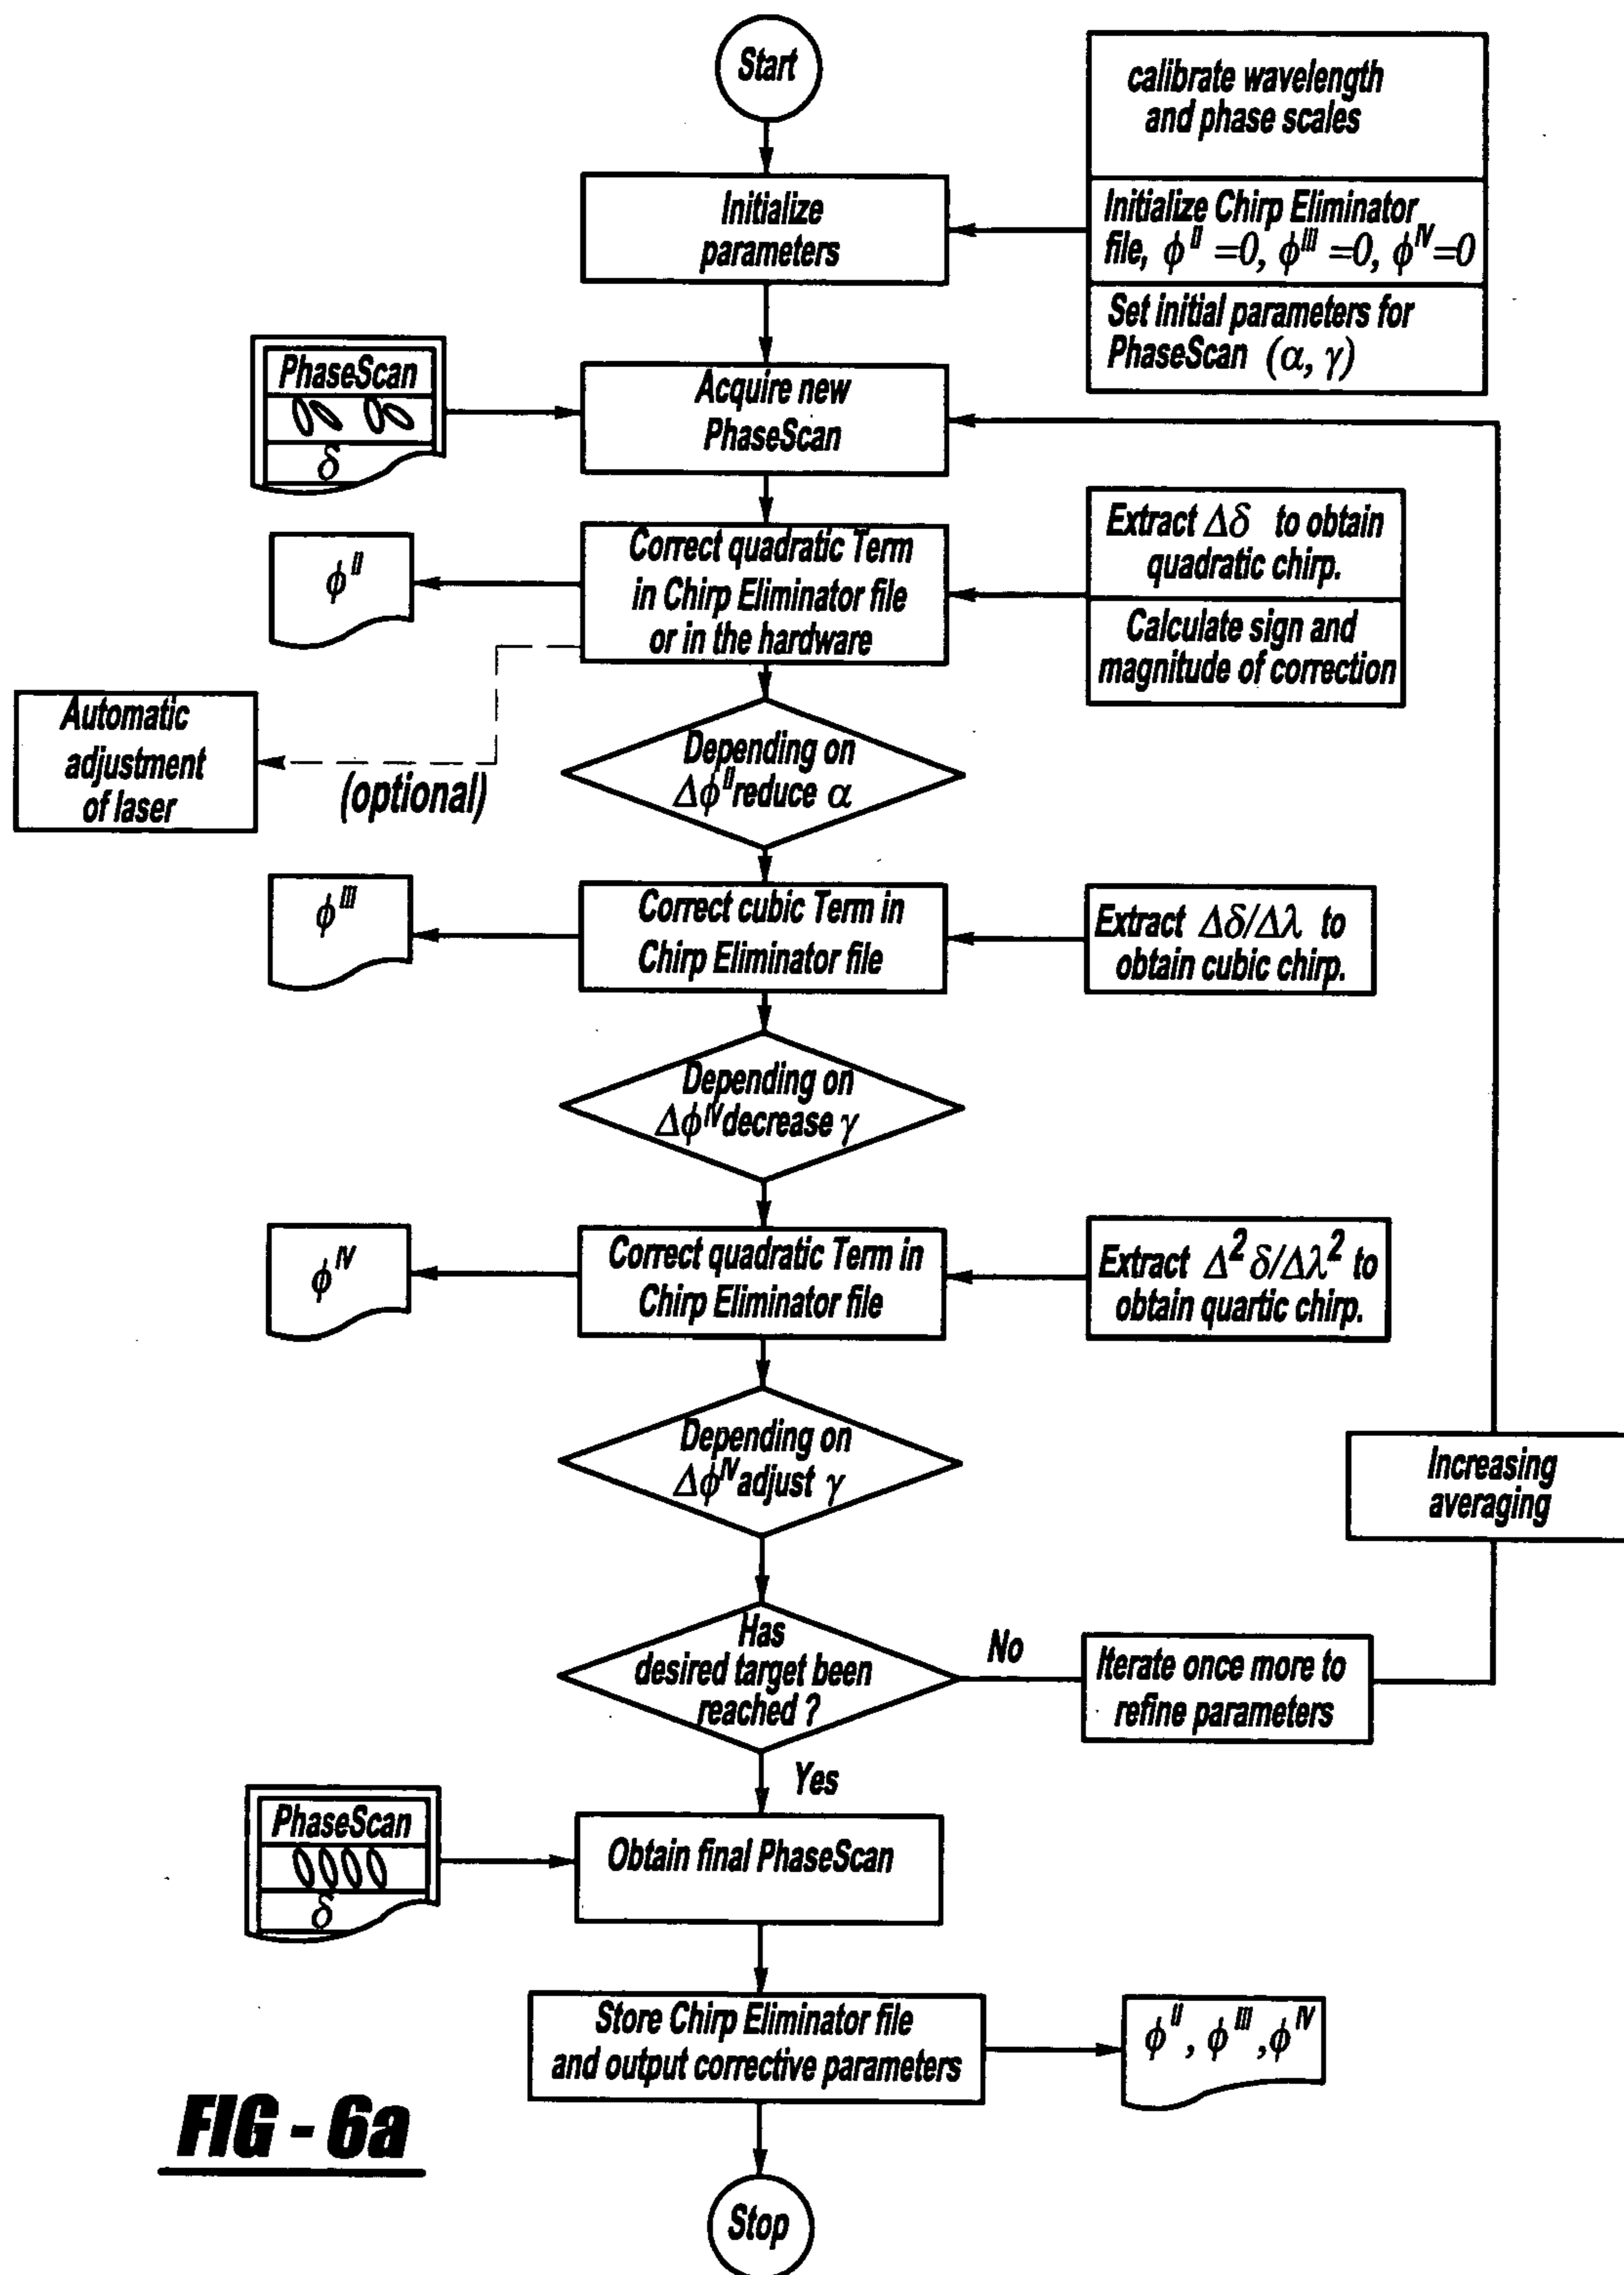 Start
calibrate wavelength
and phase scales
Initialize
parameters
Initialize Chirp Eliminator
file, ϕ^II =0, ϕ^III =0, ϕ^IV=0
Set initial parameters for
PhaseScan (α, γ)
PhaseScan
δ
Acquire new
PhaseScan
Extract Δδ to obtain
quadratic chirp.
Calculate sign and
magnitude of correction
Correct quadratic Term
in Chirp Eliminator file
or in the hardware
ϕ^II
Automatic
adjustment
of laser
(optional)
Depending on
Δϕ^II reduce α
ϕ^III
Correct cubic Term in
Chirp Eliminator file
Extract Δδ/Δλ to
obtain cubic chirp.
Depending on
Δϕ^IV decrease γ
ϕ^IV
Correct quadratic Term in
Chirp Eliminator file
Extract Δ^2 δ/Δλ^2 to
obtain quartic chirp.
Depending on
Δϕ^IV adjust γ
Increasing
averaging
Has
desired target been
reached ?
No
Iterate once more to
refine parameters
Yes
PhaseScan
δ
Obtain final PhaseScan
Store Chirp Eliminator file
and output corrective parameters
ϕ^II, ϕ^III, ϕ^IV
FIG - 6a
Stop